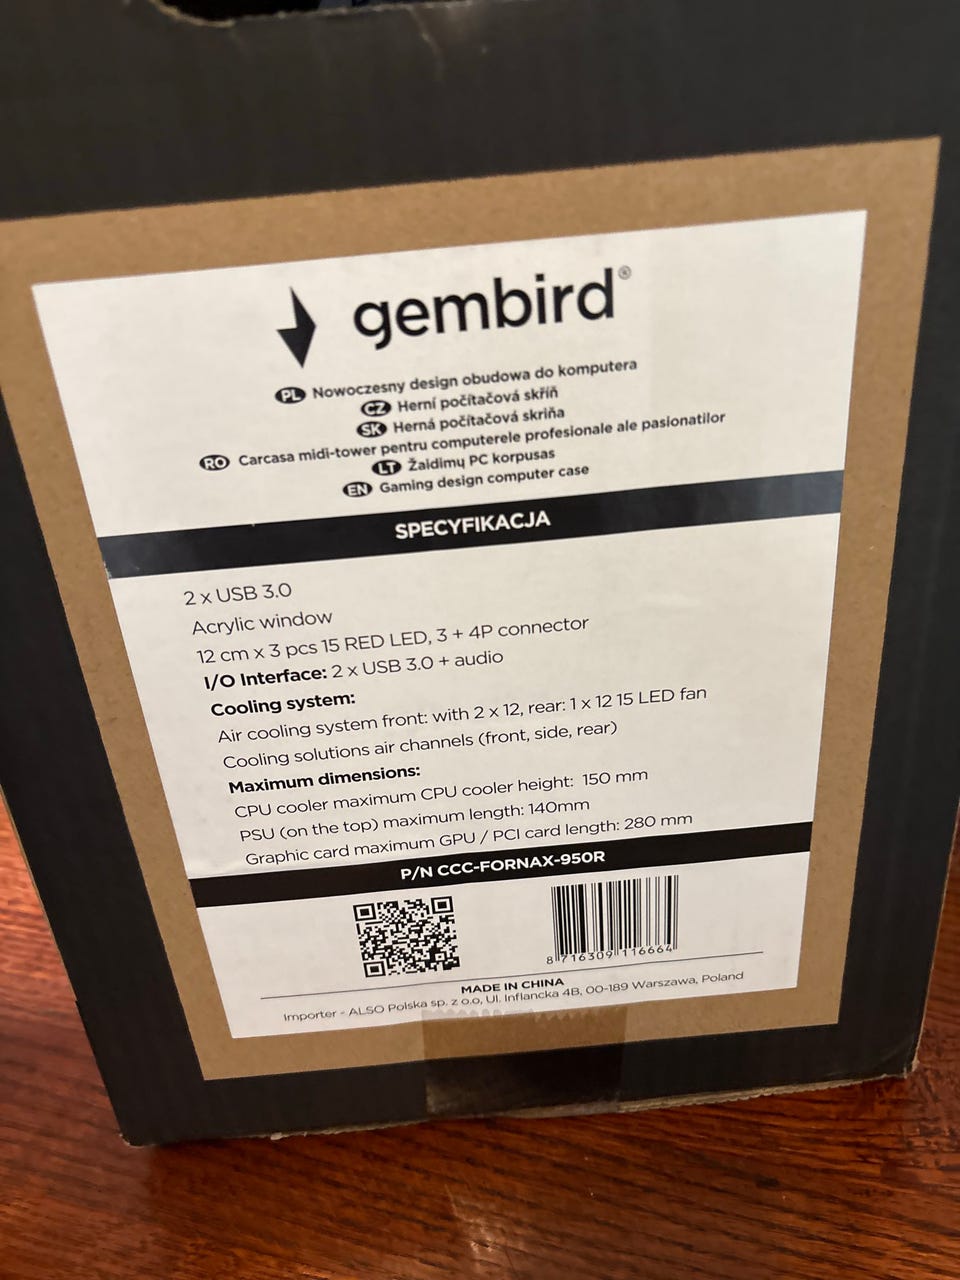 gembird®
PL Nowoczesny design obudowa do komputera
CZ Herní počítačová skříň
SK Herná počítačová skriňa
RO Carcasa midi-tower pentru computerele profesionale ale pasionatilor
LT Žaidimų PC korpusas
EN Gaming design computer case
SPECYFIKACJA
2 x USB 3.0
Acrylic window
12 cm x 3 pcs 15 RED LED, 3 + 4P connector
I/O Interface: 2 x USB 3.0 + audio
Cooling system:
Air cooling system front: with 2 x 12, rear: 1 x 12 15 LED fan
Cooling solutions air channels (front, side, rear)
Maximum dimensions:
CPU cooler maximum CPU cooler height: 150 mm
PSU (on the top) maximum length: 140mm
Graphic card maximum GPU / PCI card length: 280 mm
P/N CCC-FORNAX-950R
8 716309 116664
MADE IN CHINA
Importer - ALSO Polska sp. z o.o, Ul. Inflancka 4B, 00-189 Warszawa, Poland